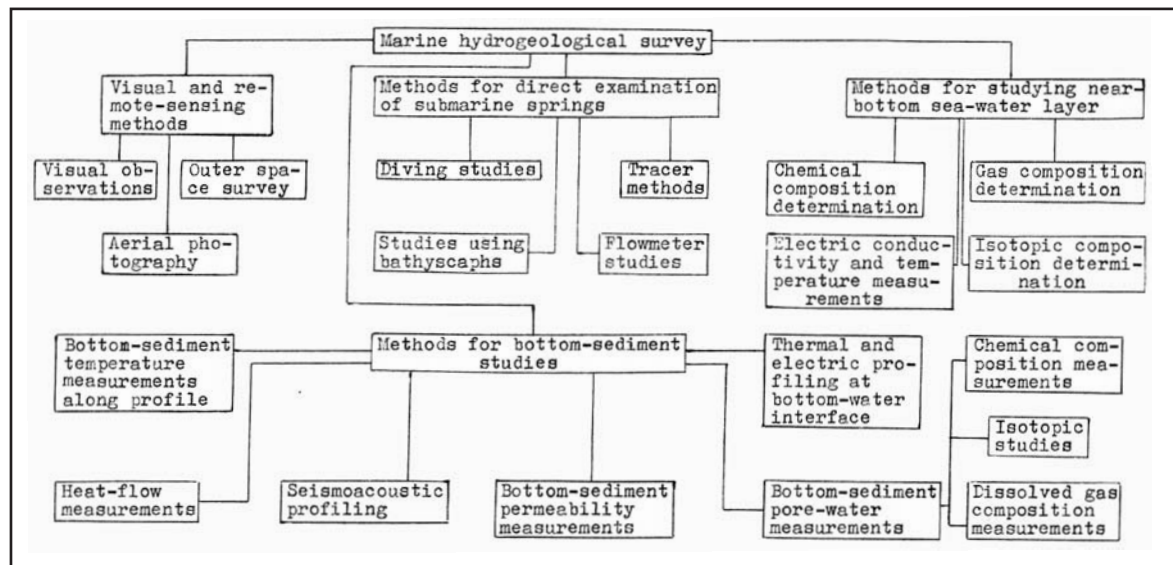 Marine hydrogeological survey
Visual and re-
mote-sensing
methods
Methods for direct examination
of submarine springs
Methods for studying near-
bottom sea-water layer
Visual ob-
servations
Outer spa-
ce survey
Aerial pho-
tography
Diving studies
Tracer
methods
Studies using
bathyscaphs
Flowmeter
studies
Chemical
composition
determination
Gas composition
determination
Electric conduc-
tivity and tem-
perature measu-
rements
Isotopic compo-
sition determi-
nation
Methods for bottom-sediment
studies
Bottom-sediment
temperature
measurements
along profile
Thermal and
electric pro-
filing at
bottom-water
interface
Chemical com-
position mea-
surements
Isotopic
studies
Heat-flow
measurements
Seismoacoustic
profiling
Bottom-sediment
permeability
measurements
Bottom-sediment
pore-water
measurements
Dissolved gas
composition
measurements